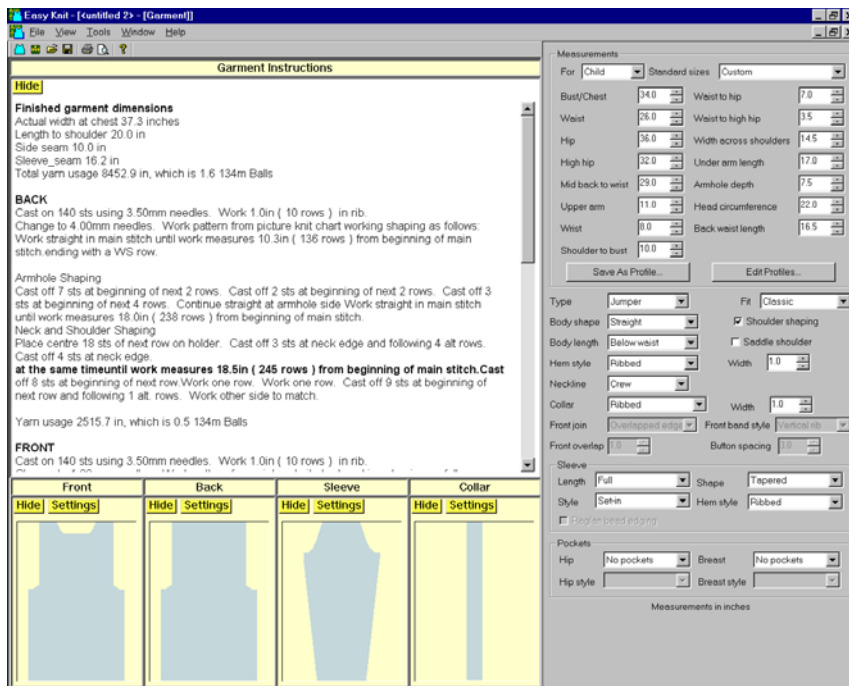 Easy Knit - [<untitled 2> - [Garment]]
File View Tools Window Help
Garment Instructions
Hide
Finished garment dimensions
Actual width at chest 37.3 inches
Length to shoulder 20.0 in
Side seam 10.0 in
Sleeve_seam 16.2 in
Total yarn usage 8452.9 in, which is 1.6 134m Balls
BACK
Cast on 140 sts using 3.50mm needles. Work 1.0in ( 10 rows ) in rib.
Change to 4.00mm needles. Work pattern from picture knit chart working shaping as follows:
Work straight in main stitch until work measures 10.3in ( 136 rows ) from beginning of main
stitch.ending with a WS row.
Armhole Shaping
Cast off 7 sts at beginning of next 2 rows. Cast off 2 sts at beginning of next 2 rows. Cast off 3
sts at beginning of next 4 rows. Continue straight at armhole side Work straight in main stitch
until work measures 18.0in ( 238 rows ) from beginning of main stitch.
Neck and Shoulder Shaping
Place centre 18 sts of next row on holder. Cast off 3 sts at neck edge and following 4 alt rows.
Cast off 4 sts at neck edge.
at the same timeuntil work measures 18.5in ( 245 rows ) from beginning of main stitch.Cast
off 8 sts at beginning of next row.Work one row. Work one row. Cast off 9 sts at beginning of
next row and following 1 alt. rows. Work other side to match.
Yarn usage 2515.7 in, which is 0.5 134m Balls
FRONT
Cast on 140 sts using 3.50mm needles. Work 1.0in ( 10 rows ) in rib.
Front Back Sleeve Collar
Hide Settings Hide Settings Hide Settings Hide Settings
Measurements
For Child Standard sizes Custom
Bust/Chest 34.0 Waist to hip 7.0
Waist 26.0 Waist to high hip 3.5
Hip 36.0 Width across shoulders 14.5
High hip 32.0 Under arm length 17.0
Mid back to wrist 29.0 Armhole depth 7.5
Upper arm 11.0 Head circumference 22.0
Wrist 8.0 Back waist length 16.5
Shoulder to bust 10.0
Save As Profile... Edit Profiles...
Type Jumper Fit Classic
Body shape Straight Shoulder shaping
Body length Below waist Saddle shoulder
Hem style Ribbed Width 1.0
Neckline Crew
Collar Ribbed Width 1.0
Front join Overlapped edge Front band style Vertical rib
Front overlap 1.0 Button spacing 3.0
Sleeve
Length Full Shape Tapered
Style Set-in Hem style Ribbed
Raglan bead edging
Pockets
Hip No pockets Breast No pockets
Hip style Breast style
Measurements in inches